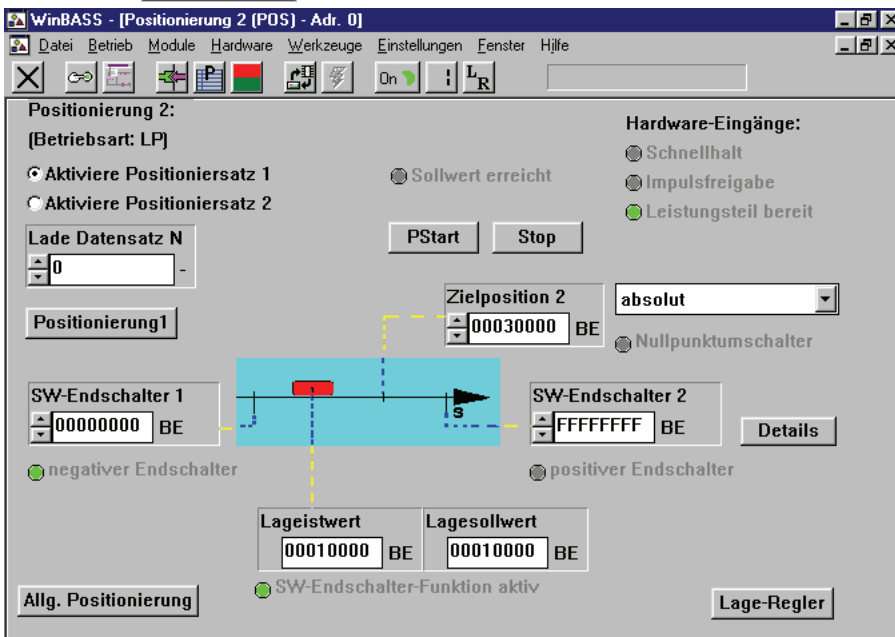 WinBASS - [Positionierung 2 (POS) - Adr. 0]
Datei Betrieb Module Hardware Werkzeuge Einstellungen Fenster Hilfe
P On L R
Positionierung 2:
(Betriebsart: LP)
Hardware-Eingänge:
Schnellhalt
Aktiviere Positioniersatz 1
Sollwert erreicht
Impulsfreigabe
Aktiviere Positioniersatz 2
Leistungsteil bereit
Lade Datensatz N
PStart Stop
0 -
Zielposition 2
absolut
00030000 BE
Positionierung1
Nullpunktumschalter
SW-Endschalter 1
SW-Endschalter 2
s
00000000 BE
FFFFFFFF BE
Details
negativer Endschalter
positiver Endschalter
Lageistwert Lagesollwert
00010000 BE 00010000 BE
SW-Endschalter-Funktion aktiv
Allg. Positionierung
Lage-Regler